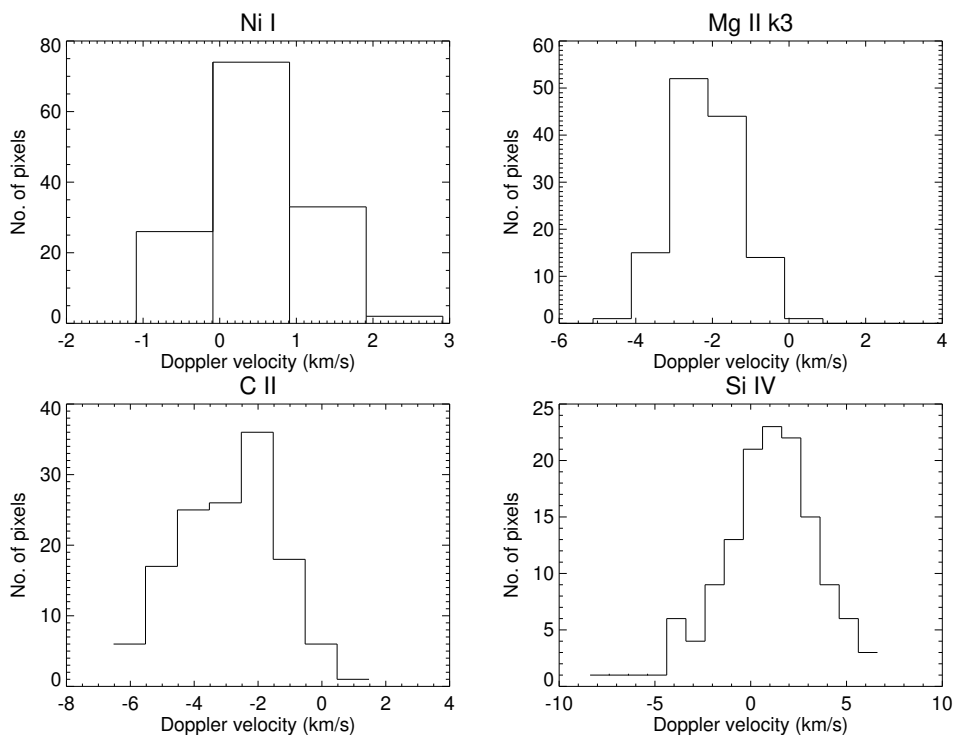 Ni I
80
60
40
20
0
No. of pixels
-2 -1 0 1 2 3
Doppler velocity (km/s)
Mg II k3
60
50
40
30
20
10
0
No. of pixels
-6 -4 -2 0 2 4
Doppler velocity (km/s)
C II
40
30
20
10
0
No. of pixels
-8 -6 -4 -2 0 2 4
Doppler velocity (km/s)
Si IV
25
20
15
10
5
0
No. of pixels
-10 -5 0 5 10
Doppler velocity (km/s)